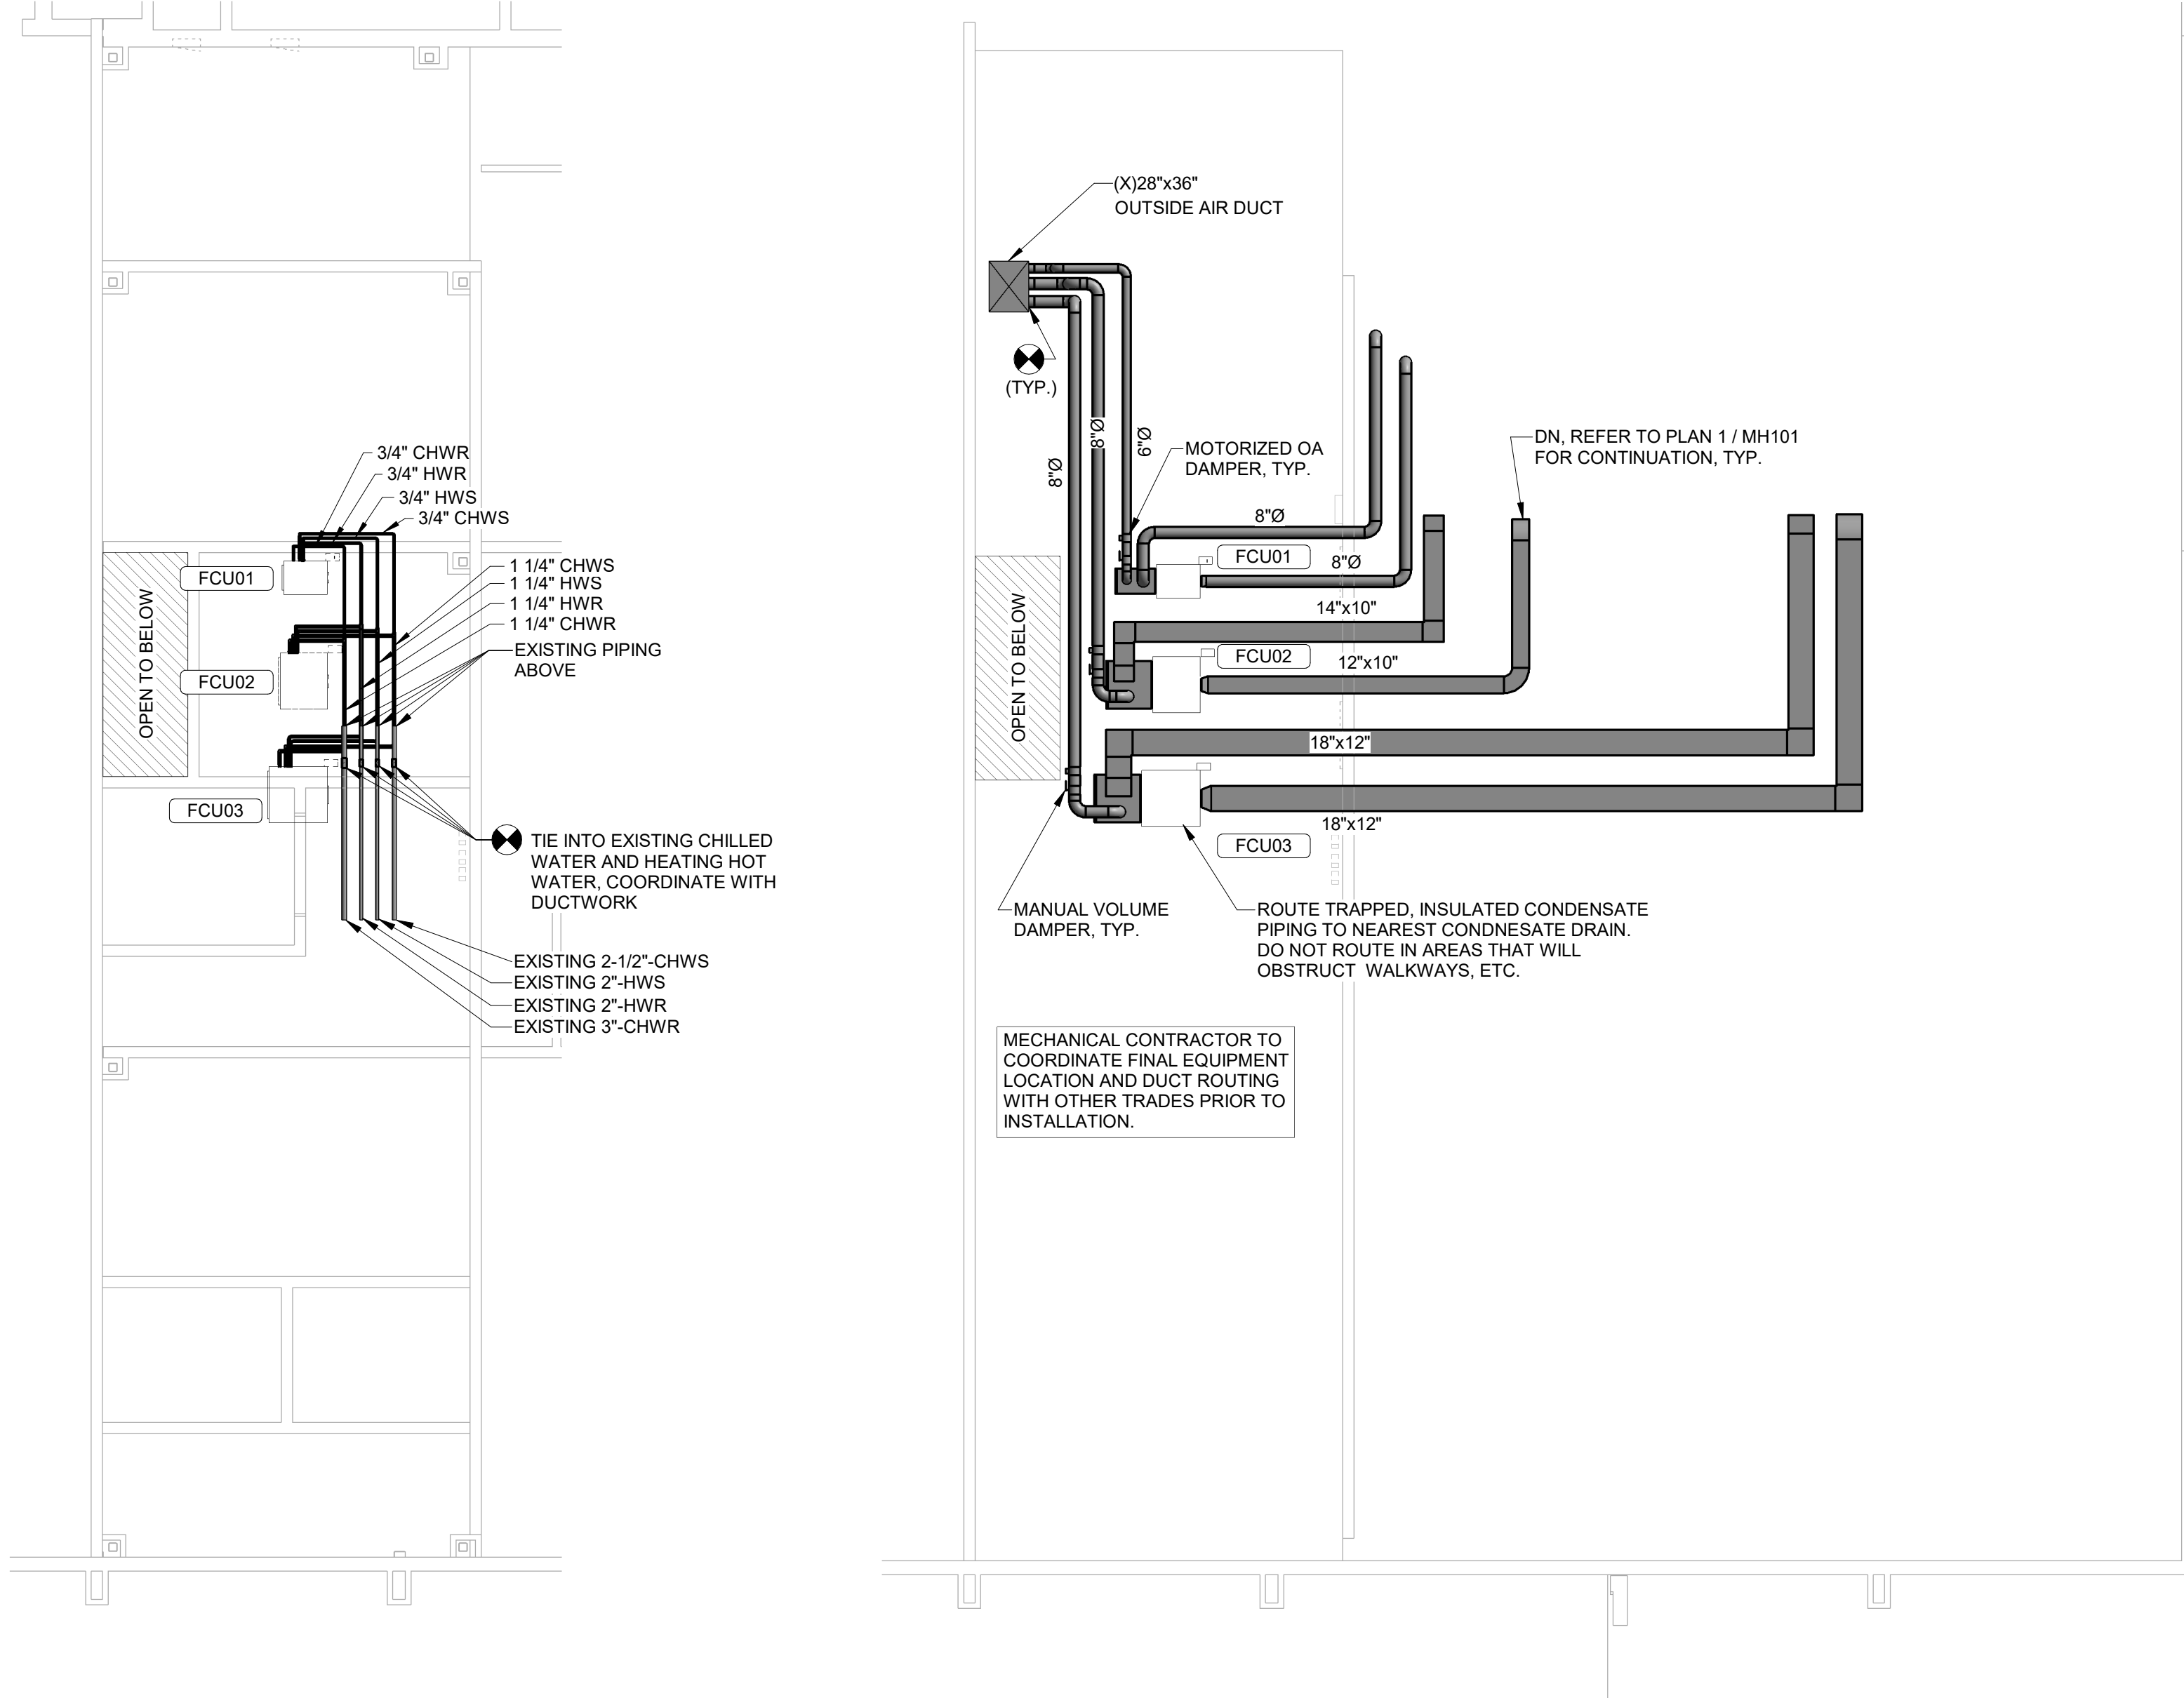 3/4" CHWR
3/4" HWR
3/4" HWS
3/4" CHWS
FCU01
1 1/4" CHWS
1 1/4" HWS
1 1/4" HWR
1 1/4" CHWR
EXISTING PIPING
ABOVE
OPEN TO BELOW
FCU02
FCU03
TIE INTO EXISTING CHILLED
WATER AND HEATING HOT
WATER, COORDINATE WITH
DUCTWORK
EXISTING 2-1/2"-CHWS
EXISTING 2"-HWS
EXISTING 2"-HWR
EXISTING 3"-CHWR
(X)28"x36"
OUTSIDE AIR DUCT
(TYP.)
8"Ø
8"Ø
6"Ø
MOTORIZED OA
DAMPER, TYP.
DN, REFER TO PLAN 1 / MH101
FOR CONTINUATION, TYP.
8"Ø
FCU01
8"Ø
14"x10"
OPEN TO BELOW
FCU02
12"x10"
18"x12"
18"x12"
FCU03
MANUAL VOLUME
DAMPER, TYP.
ROUTE TRAPPED, INSULATED CONDENSATE
PIPING TO NEAREST CONDNESATE DRAIN.
DO NOT ROUTE IN AREAS THAT WILL
OBSTRUCT WALKWAYS, ETC.
MECHANICAL CONTRACTOR TO
COORDINATE FINAL EQUIPMENT
LOCATION AND DUCT ROUTING
WITH OTHER TRADES PRIOR TO
INSTALLATION.